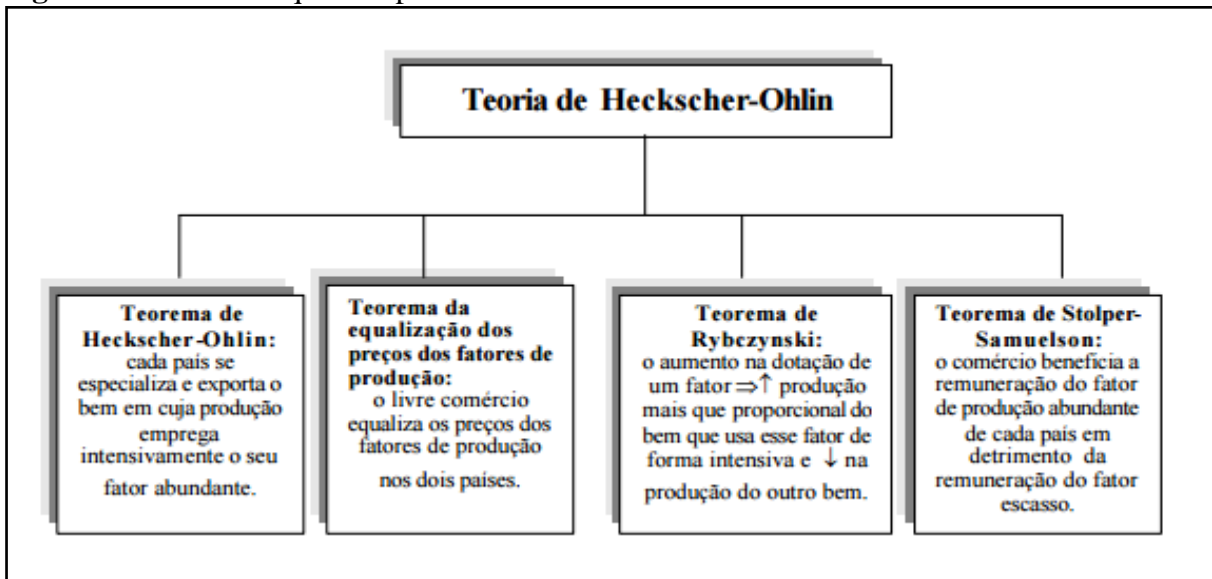 Teoria de Heckscher-Ohlin
Teorema de
Heckscher-Ohlin:
cada país se
especializa e exporta o
bem em cuja produção
emprega
intensivamente o seu
fator abundante.
Teorema da
equalização dos
preços dos fatores de
produção:
o livre comércio
equaliza os preços dos
fatores de produção
nos dois países.
Teorema de
Rybczynski:
o aumento na dotação de
um fator ⇒↑ produção
mais que proporcional do
bem que usa esse fator de
forma intensiva e ↓ na
produção do outro bem.
Teorema de Stolper-
Samuelson:
o comércio beneficia a
remuneração do fator
de produção abundante
de cada país em
detrimento da
remuneração do fator
escasso.